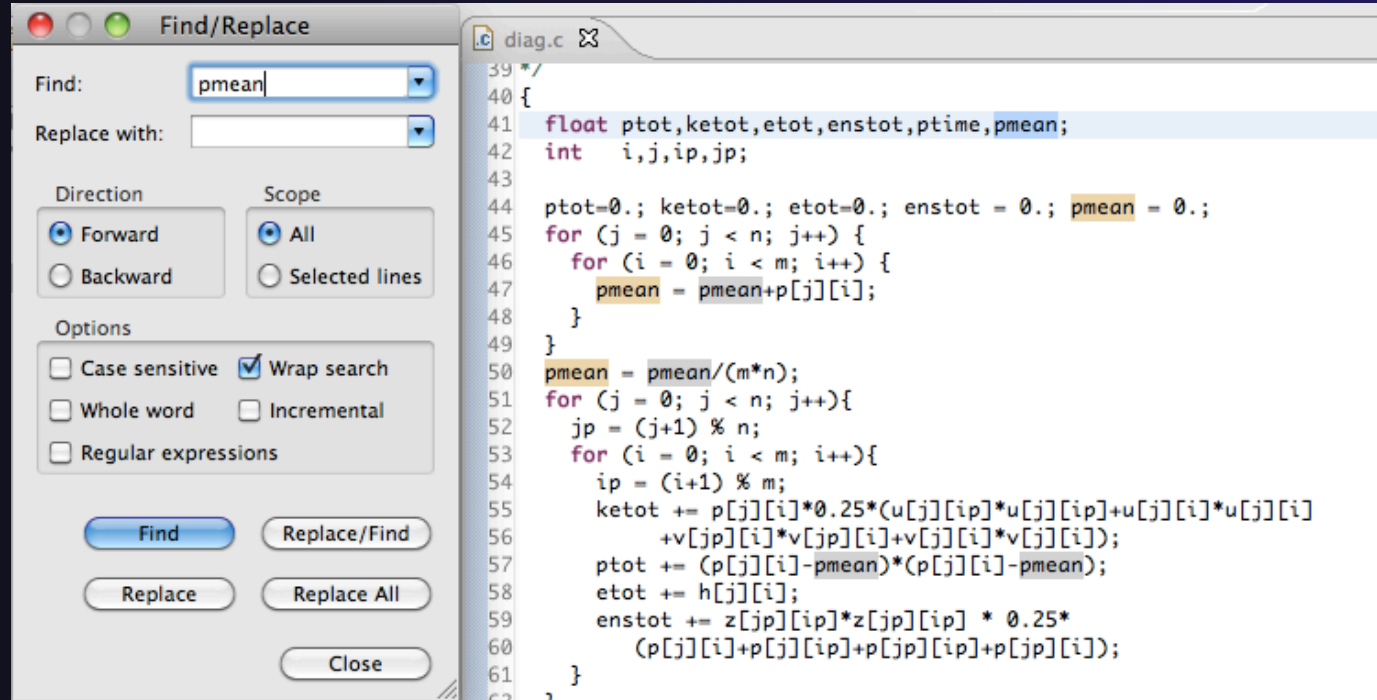 Find/Replace
Find: pmean
Replace with:
Direction
Scope
Forward
All
Backward
Selected lines
Options
Case sensitive
Wrap search
Whole word
Incremental
Regular expressions
Find
Replace/Find
Replace
Replace All
Close
.c diag.c
39 */
40 {
41 float ptot,ketot,etot,enstot,ptime,pmean;
42 int i,j,ip,jp;
43
44 ptot=0.; ketot=0.; etot=0.; enstot = 0.; pmean = 0.;
45 for (j = 0; j < n; j++) {
46 for (i = 0; i < m; i++) {
47 pmean = pmean+p[j][i];
48 }
49 }
50 pmean = pmean/(m*n);
51 for (j = 0; j < n; j++){
52 jp = (j+1) % n;
53 for (i = 0; i < m; i++){
54 ip = (i+1) % m;
55 ketot += p[j][i]*0.25*(u[j][ip]*u[j][ip]+u[j][i]*u[j][i]
56 +v[jp][i]*v[jp][i]+v[j][i]*v[j][i]);
57 ptot += (p[j][i]-pmean)*(p[j][i]-pmean);
58 etot += h[j][i];
59 enstot += z[jp][ip]*z[jp][ip] * 0.25*
60 (p[j][i]+p[j][ip]+p[jp][ip]+p[jp][i]);
61 }